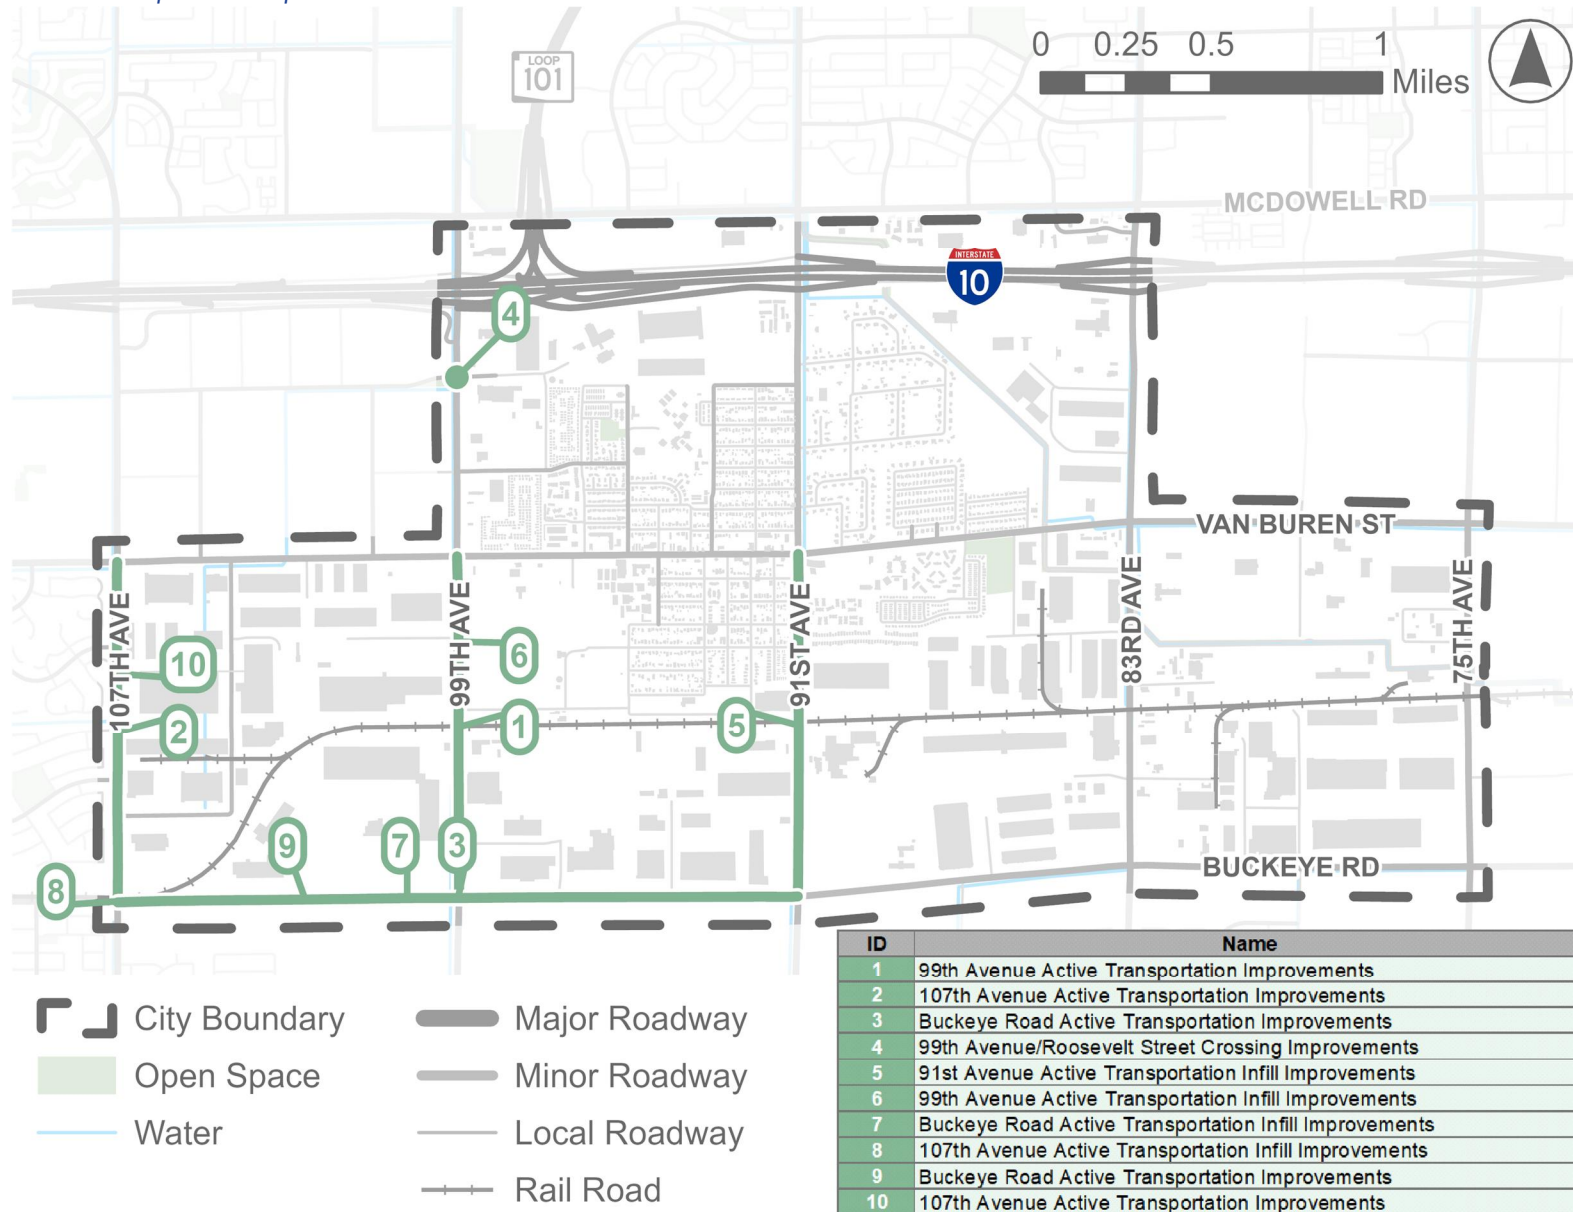 0 0.25 0.5 1
Miles
LOOP
101
MCDOWELL RD
INTERSTATE
10
4
VAN BUREN ST
107TH AVE
99TH AVE
91ST AVE
83RD AVE
75TH AVE
6
10
2
1
5
9
7
3
8
BUCKEYE RD
City Boundary
Open Space
Water
Major Roadway
Minor Roadway
Local Roadway
Rail Road
ID Name
1 99th Avenue Active Transportation Improvements
2 107th Avenue Active Transportation Improvements
3 Buckeye Road Active Transportation Improvements
4 99th Avenue/Roosevelt Street Crossing Improvements
5 91st Avenue Active Transportation Infill Improvements
6 99th Avenue Active Transportation Infill Improvements
7 Buckeye Road Active Transportation Infill Improvements
8 107th Avenue Active Transportation Infill Improvements
9 Buckeye Road Active Transportation Improvements
10 107th Avenue Active Transportation Improvements